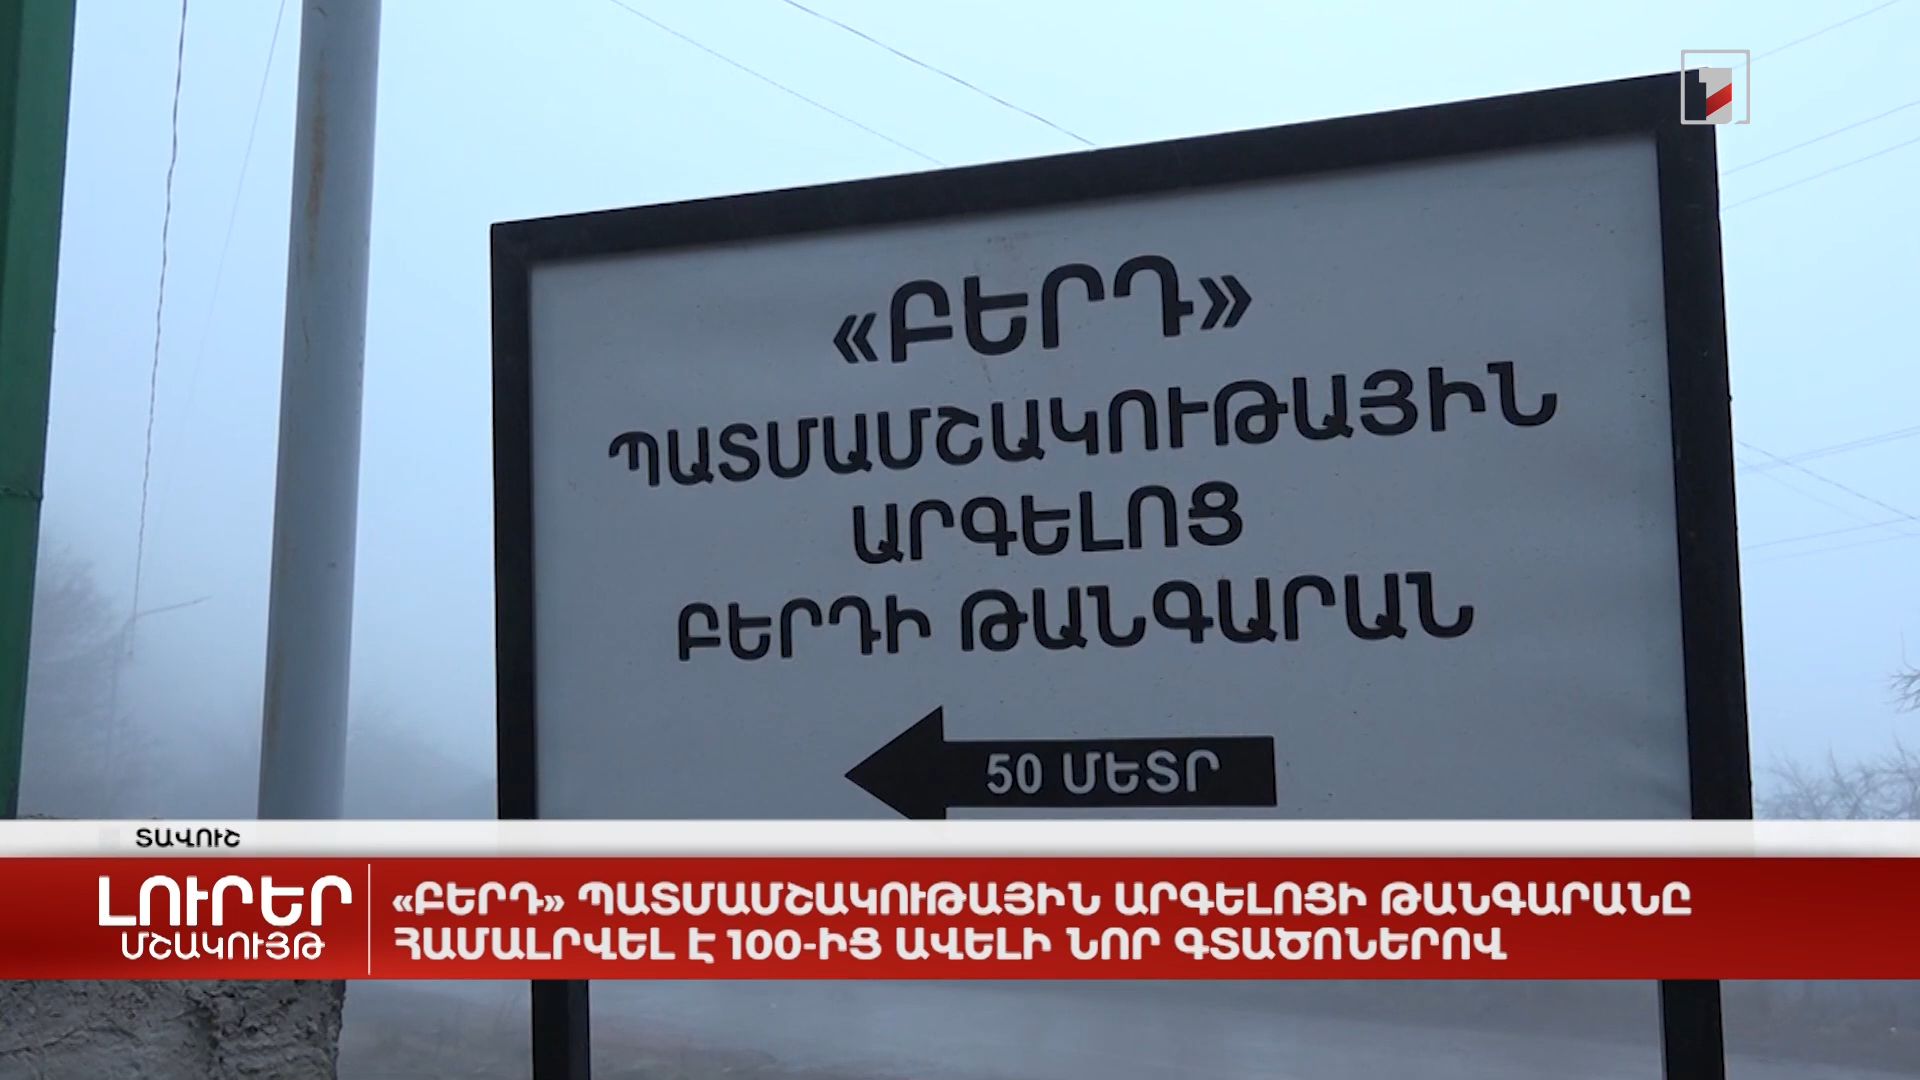 «ԲԵՐԴ»
ՊԱՏՄԱՄՇԱԿՈՒԹԱՅԻՆ
ԱՐԳԵԼՈՑ
ԲԵՐԴԻ ԹԱՆԳԱՐԱՆ
50 ՄԵՏՐ
ՏԱՎՈՒՇ
ԼՈՒՐԵՐ
ՄՇԱԿՈՒՅԹ
«ԲԵՐԴ» ՊԱՏՄԱՄՇԱԿՈՒԹԱՅԻՆ ԱՐԳԵԼՈՑԻ ԹԱՆԳԱՐԱՆԸ
ՀԱՄԱԼՐՎԵԼ Է 100-ԻՑ ԱՎԵԼԻ ՆՈՐ ԳՏԱԾՈՆԵՐՈՎ